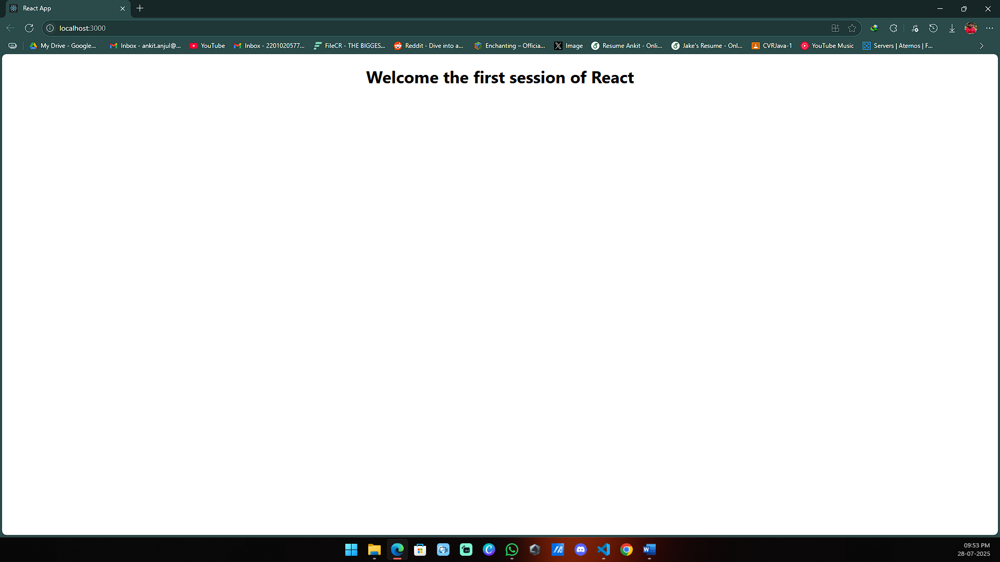 React App
localhost:3000
My Drive - Google...
Inbox - ankit.anjul@...
YouTube
Inbox - 2201020577...
FileCR - THE BIGGES...
Reddit - Dive into a...
Enchanting – Officia...
Image
Resume Ankit - Onli...
Jake's Resume - Onl...
CVRJava-1
YouTube Music
Servers | Aternos | F...
Welcome the first session of React
09:53 PM
28-07-2025